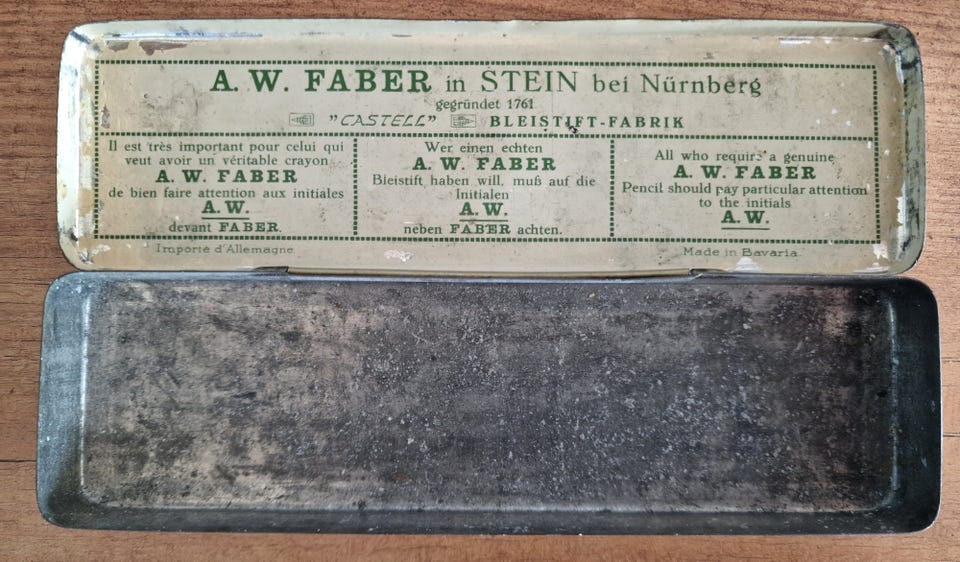 A. W. FABER in STEIN bei Nürnberg
gegründet 1761
"CASTELL" BLEISTIFT-FABRIK
Il est très important pour celui qui
veut avoir un véritable crayon
A. W. FABER
de bien faire attention aux initiales
A. W.
devant FABER.
Wer einen echten
A. W. FABER
Bleistift haben will, muß auf die
Initialen
A. W.
neben FABER achten.
All who require a genuine
A. W. FABER
Pencil should pay particular attention
to the initials
A. W.
Importé d'Allemagne
Made in Bavaria.